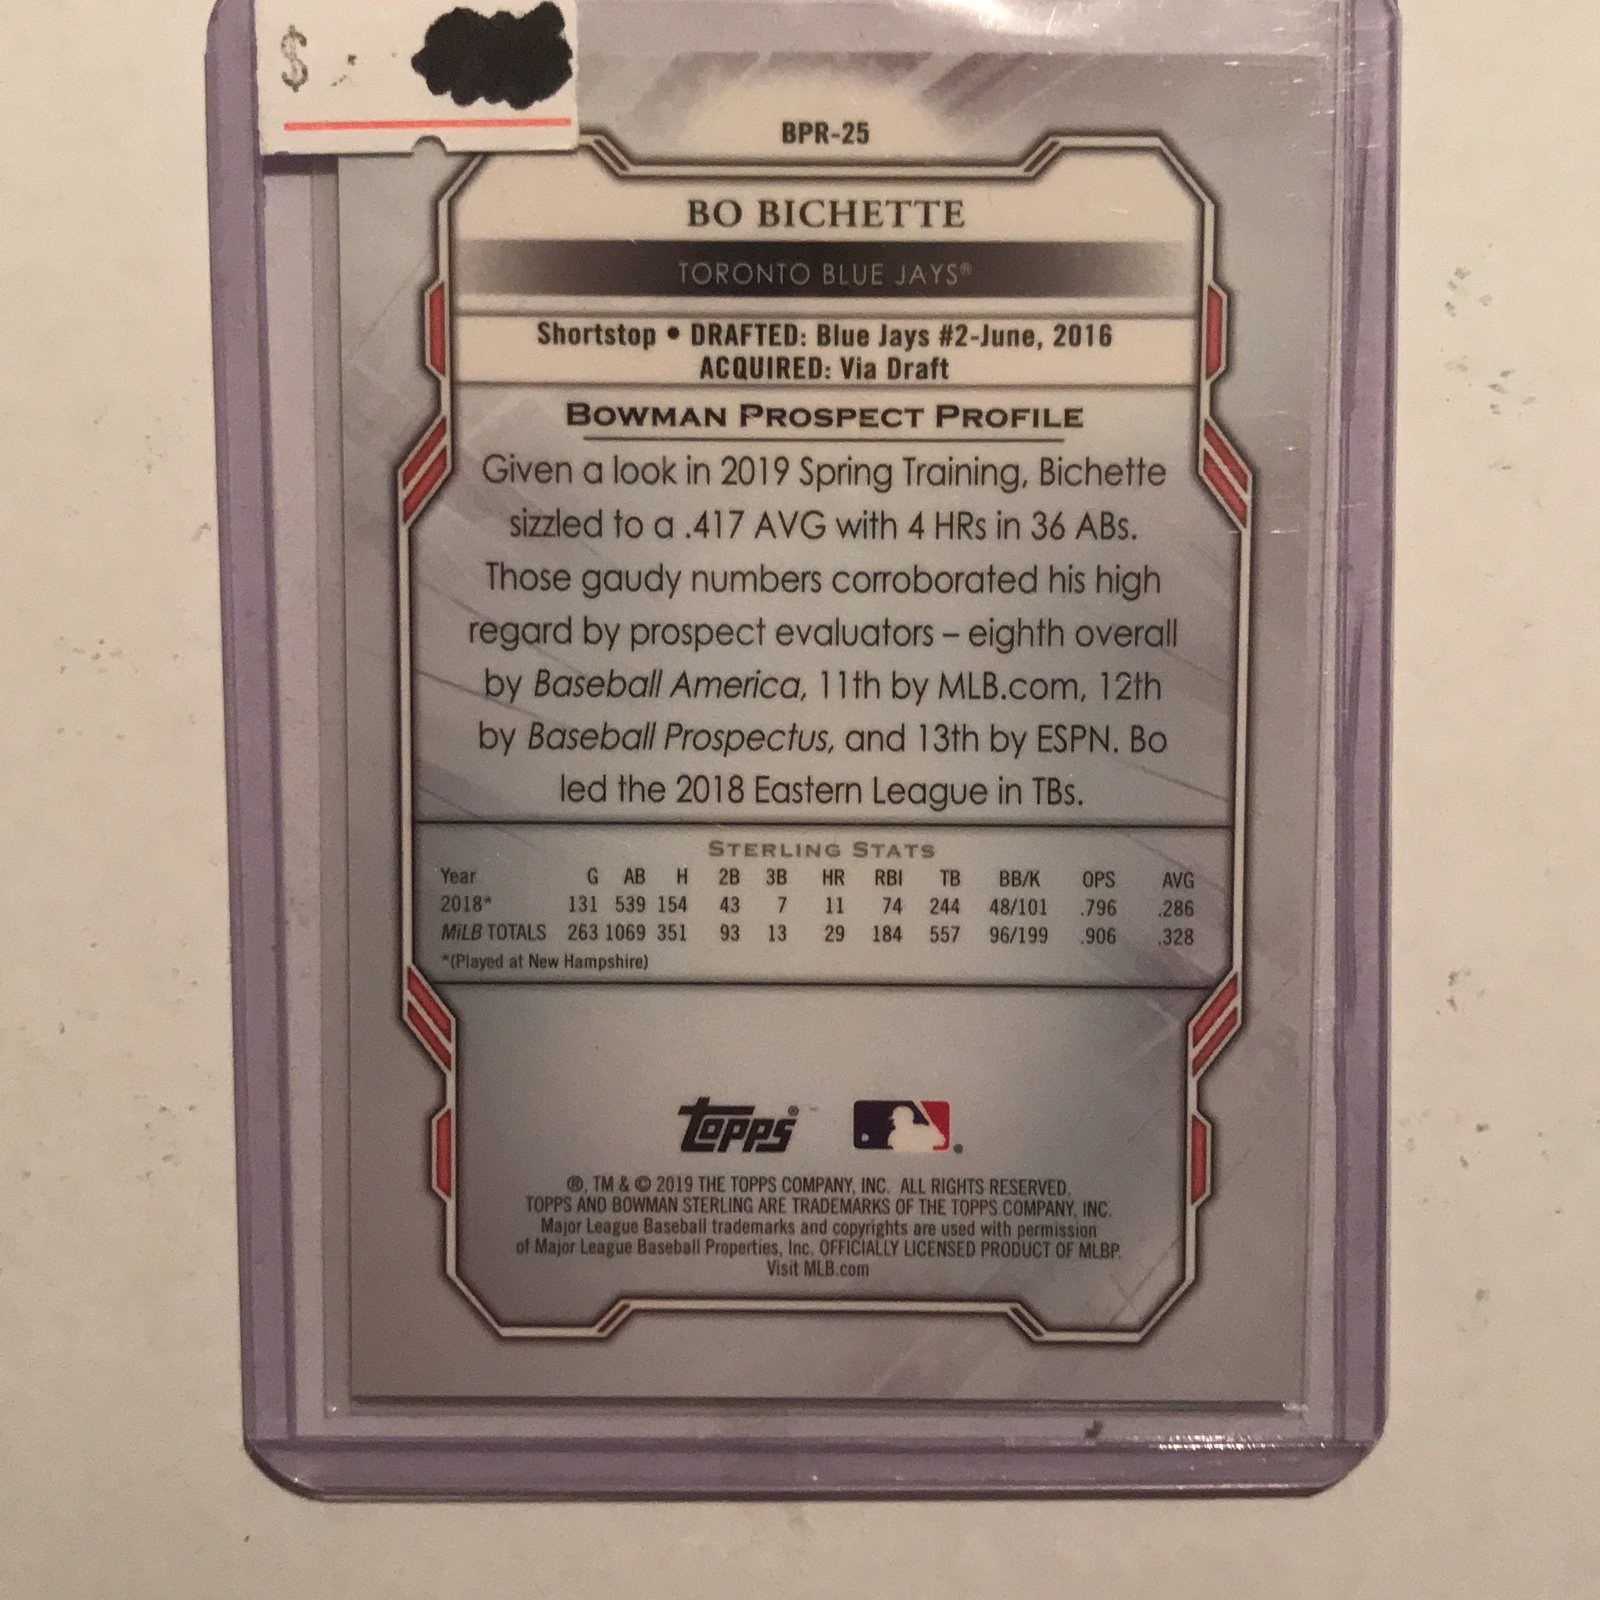 $
BPR-25
BO BICHETTE
TORONTO BLUE JAYS®
Shortstop • DRAFTED: Blue Jays #2-June, 2016
ACQUIRED: Via Draft
BOWMAN PROSPECT PROFILE
Given a look in 2019 Spring Training, Bichette
sizzled to a .417 AVG with 4 HRs in 36 ABs.
Those gaudy numbers corroborated his high
regard by prospect evaluators – eighth overall
by Baseball America, 11th by MLB.com, 12th
by Baseball Prospectus, and 13th by ESPN. Bo
led the 2018 Eastern League in TBs.
STERLING STATS
Year G AB H 2B 3B HR RBI TB BB/K OPS AVG
2018* 131 539 154 43 7 11 74 244 48/101 .796 .286
MiLB TOTALS 263 1069 351 93 13 29 184 557 96/199 .906 .328
*(Played at New Hampshire)
topps®
®, TM & © 2019 THE TOPPS COMPANY, INC. ALL RIGHTS RESERVED.
TOPPS AND BOWMAN STERLING ARE TRADEMARKS OF THE TOPPS COMPANY, INC.
Major League Baseball trademarks and copyrights are used with permission
of Major League Baseball Properties, Inc. OFFICIALLY LICENSED PRODUCT OF MLBP.
Visit MLB.com